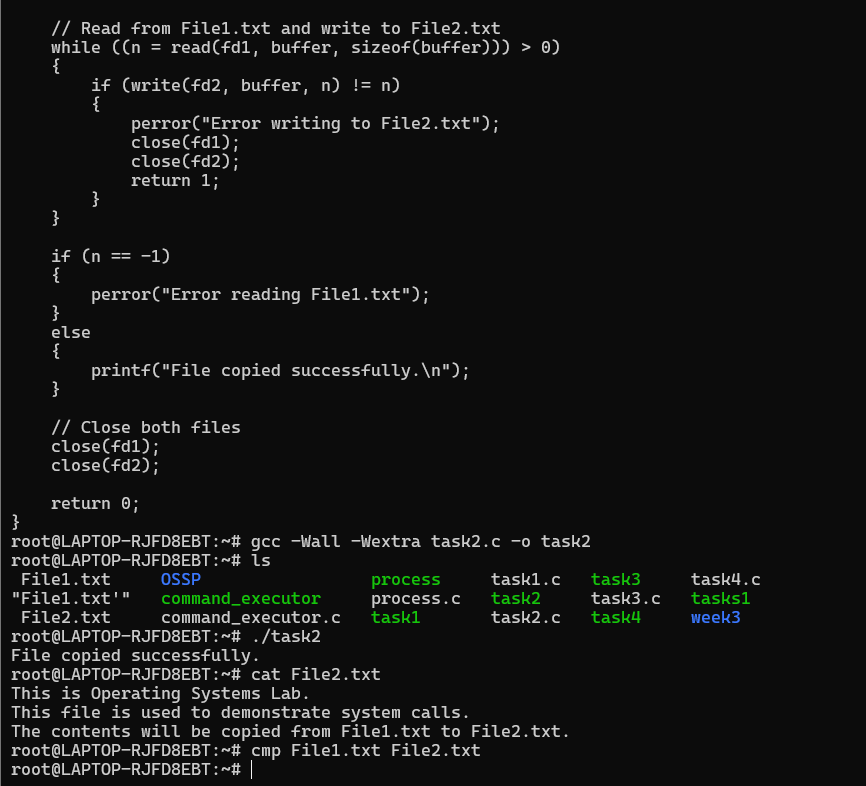 // Read from File1.txt and write to File2.txt
    while ((n = read(fd1, buffer, sizeof(buffer))) > 0)
    {
        if (write(fd2, buffer, n) != n)
        {
            perror("Error writing to File2.txt");
            close(fd1);
            close(fd2);
            return 1;
        }
    }

    if (n == -1)
    {
        perror("Error reading File1.txt");
    }
    else
    {
        printf("File copied successfully.\n");
    }

    // Close both files
    close(fd1);
    close(fd2);

    return 0;
}
root@LAPTOP-RJFD8EBT:~# gcc -Wall -Wextra task2.c -o task2
root@LAPTOP-RJFD8EBT:~# ls
 File1.txt     OSSP                 process     task1.c   task3     task4.c
"File1.txt'"   command_executor     process.c   task2     task3.c   tasks1
 File2.txt     command_executor.c   task1       task2.c   task4     week3
root@LAPTOP-RJFD8EBT:~# ./task2
File copied successfully.
root@LAPTOP-RJFD8EBT:~# cat File2.txt
This is Operating Systems Lab.
This file is used to demonstrate system calls.
The contents will be copied from File1.txt to File2.txt.
root@LAPTOP-RJFD8EBT:~# cmp File1.txt File2.txt
root@LAPTOP-RJFD8EBT:~#